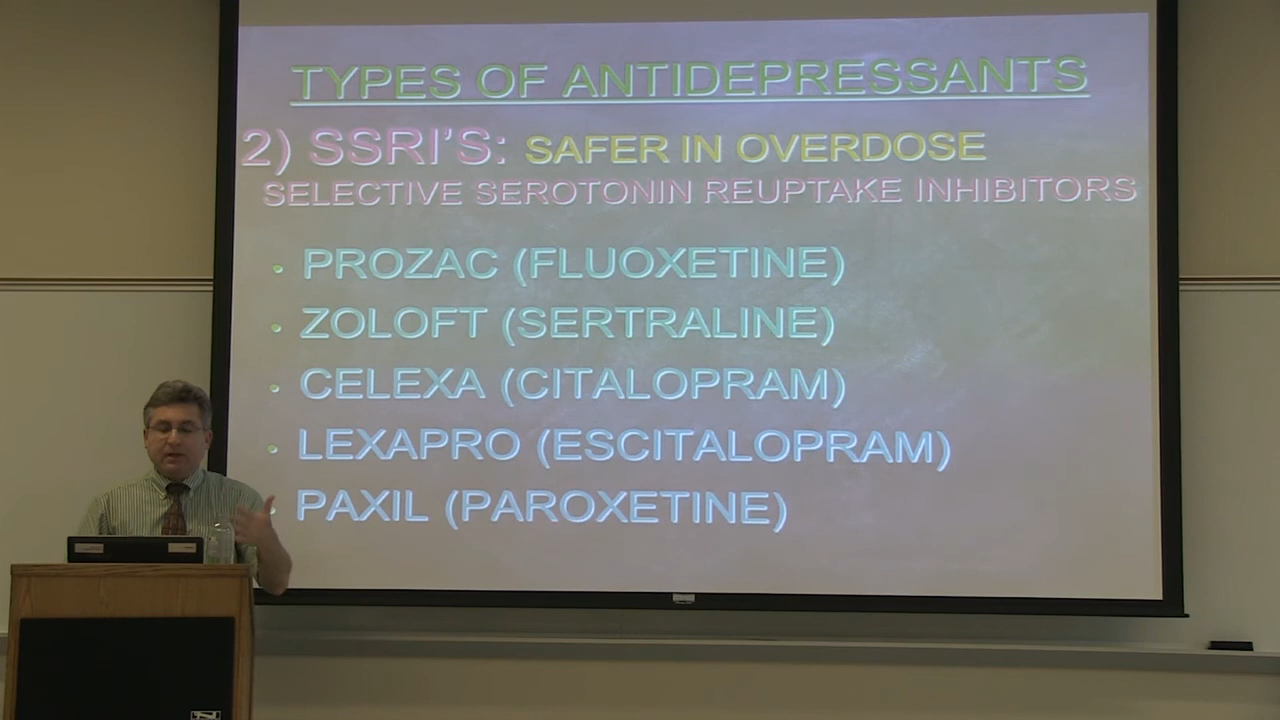 TYPES OF ANTIDEPRESSANTS
2) SSRI'S: SAFER IN OVERDOSE
SELECTIVE SEROTONIN REUPTAKE INHIBITORS
• PROZAC (FLUOXETINE)
• ZOLOFT (SERTRALINE)
• CELEXA (CITALOPRAM)
• LEXAPRO (ESCITALOPRAM)
• PAXIL (PAROXETINE)